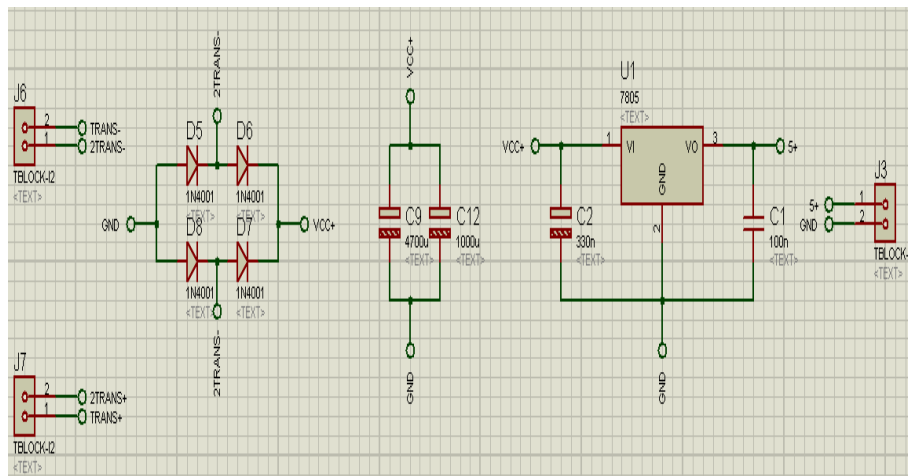 J6
2
TRANS-
1
2TRANS-
TBLOCK-I2
<TEXT>
J7
2
2TRANS+
1
TRANS+
TBLOCK-I2
<TEXT>
2TRANS-
D5
D6
1N4001
1N4001
<TEXT>
<TEXT>
GND
VCC+
D8
D7
1N4001
1N4001
<TEXT>
<TEXT>
2TRANS-
VCC+
C9
4700u
<TEXT>
C12
1000u
<TEXT>
GND
U1
7805
<TEXT>
VCC+
1
VI
VO
3
5+
GND
2
C2
330n
<TEXT>
C1
100n
<TEXT>
GND
J3
5+
1
GND
2
TBLOCK-
<TEXT>